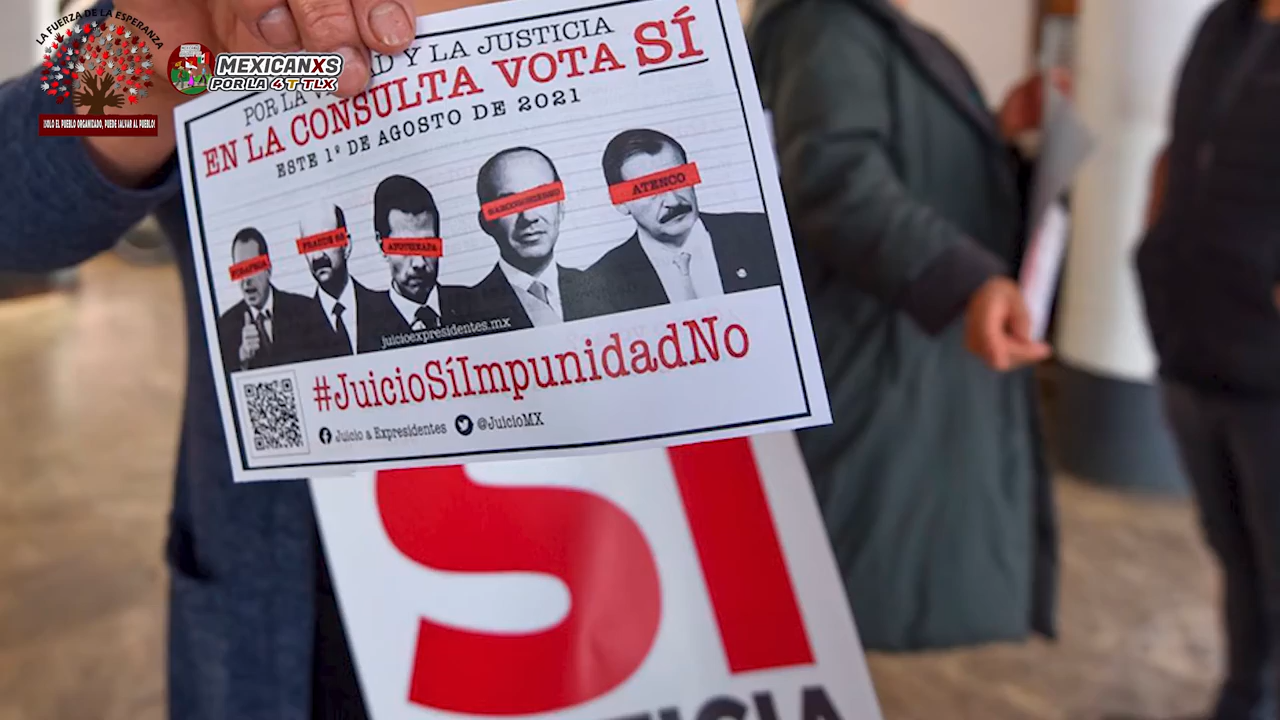 LA FUERZA DE LA ESPERANZA
¡SOLO EL PUEBLO ORGANIZADO, PUEDE SALVAR AL PUEBLO!
MEXICANXS
POR LA 4T TLX
POR LA V AD Y LA JUSTICIA
EN LA CONSULTA VOTA SÍ
ESTE 1º DE AGOSTO DE 2021
FRAUDE 88
AYOTZINAPA
ATENCO
juicioexpresidentes.mx
#JuicioSíImpunidadNo
Juicio a Expresidentes
@JuicioMX
SÍ
TICIA